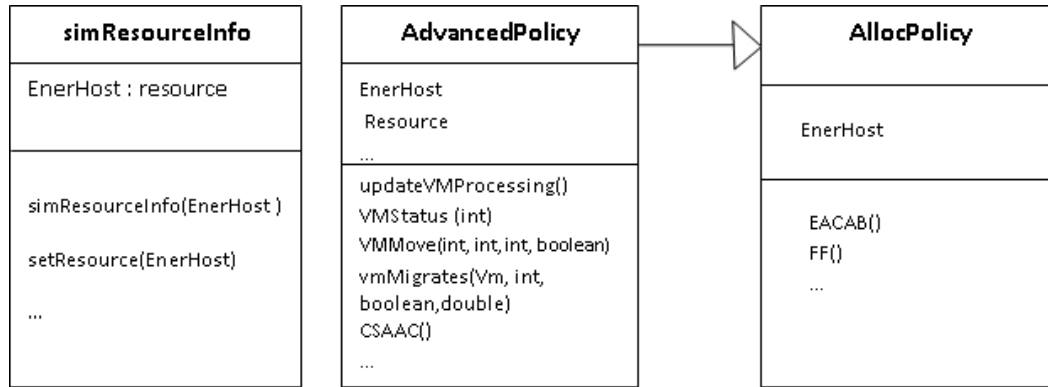 simResourceInfo
EnerHost : resource
simResourceInfo(EnerHost )
setResource(EnerHost)
...
AdvancedPolicy
EnerHost
Resource
...
updateVMProcessing()
VMStatus (int)
VMMove(int, int,int, boolean)
vmMigrates(Vm, int,
boolean,double)
CSAAC()
...
AllocPolicy
EnerHost
EACAB()
FF()
...